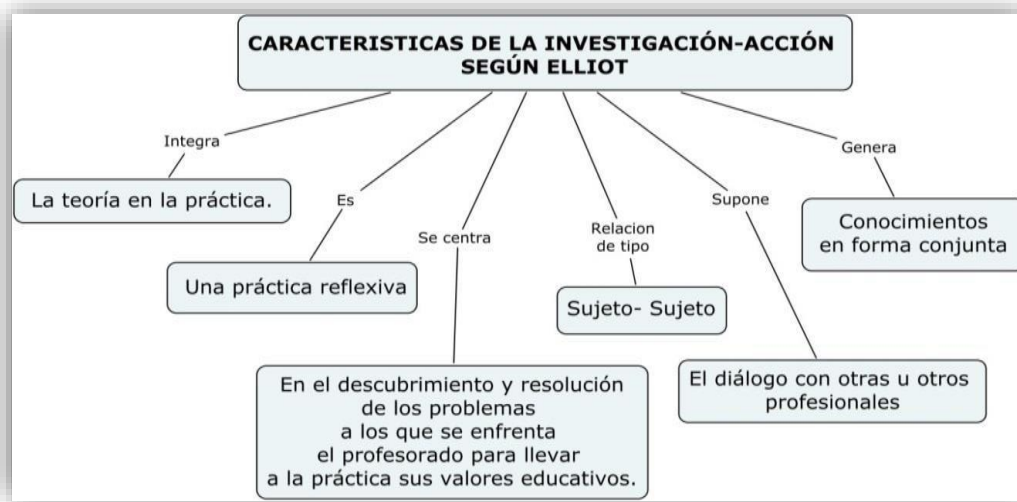 CARACTERISTICAS DE LA INVESTIGACIÓN-ACCIÓN
SEGÚN ELLIOT
Integra
La teoría en la práctica.
Es
Una práctica reflexiva
Se centra
En el descubrimiento y resolución
de los problemas
a los que se enfrenta
el profesorado para llevar
a la práctica sus valores educativos.
Relacion
de tipo
Sujeto- Sujeto
Supone
El diálogo con otras u otros
profesionales
Genera
Conocimientos
en forma conjunta